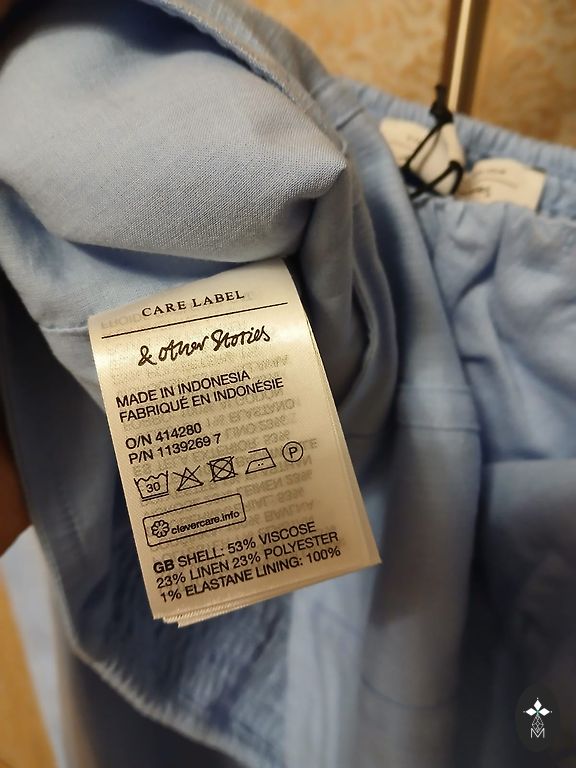 CARE LABEL
& other Stories
MADE IN INDONESIA
FABRIQUÉ EN INDONÉSIE
O/N 414280
P/N 1139269 7
30 P
clevercare.info
GB SHELL: 53% VISCOSE
23% LINEN 23% POLYESTER
1% ELASTANE LINING: 100%